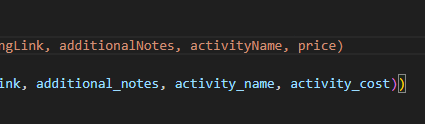 ngLink, additionalNotes, activityName, price)
ink, additional_notes, activity_name, activity_cost))